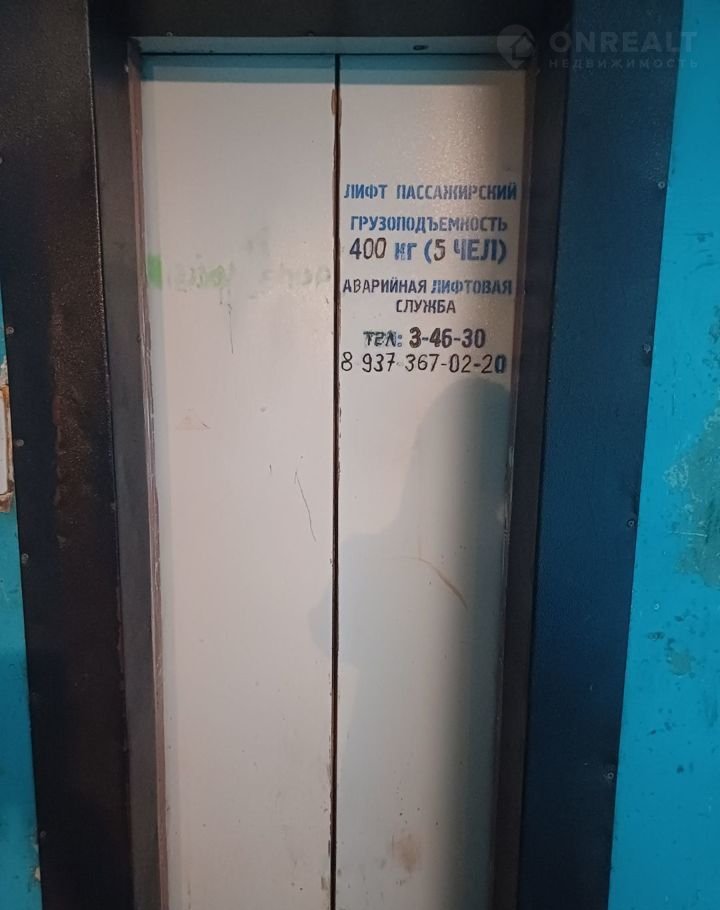 ONREALT
НЕДВИЖИМОСТЬ
ЛИФТ ПАССАЖИРСКИЙ
ГРУЗОПОДЪЕМНОСТЬ
400 кг (5 ЧЕЛ)
АВАРИЙНАЯ ЛИФТОВАЯ
СЛУЖБА
ТЕЛ: 3-46-30
8 937-367-02-20